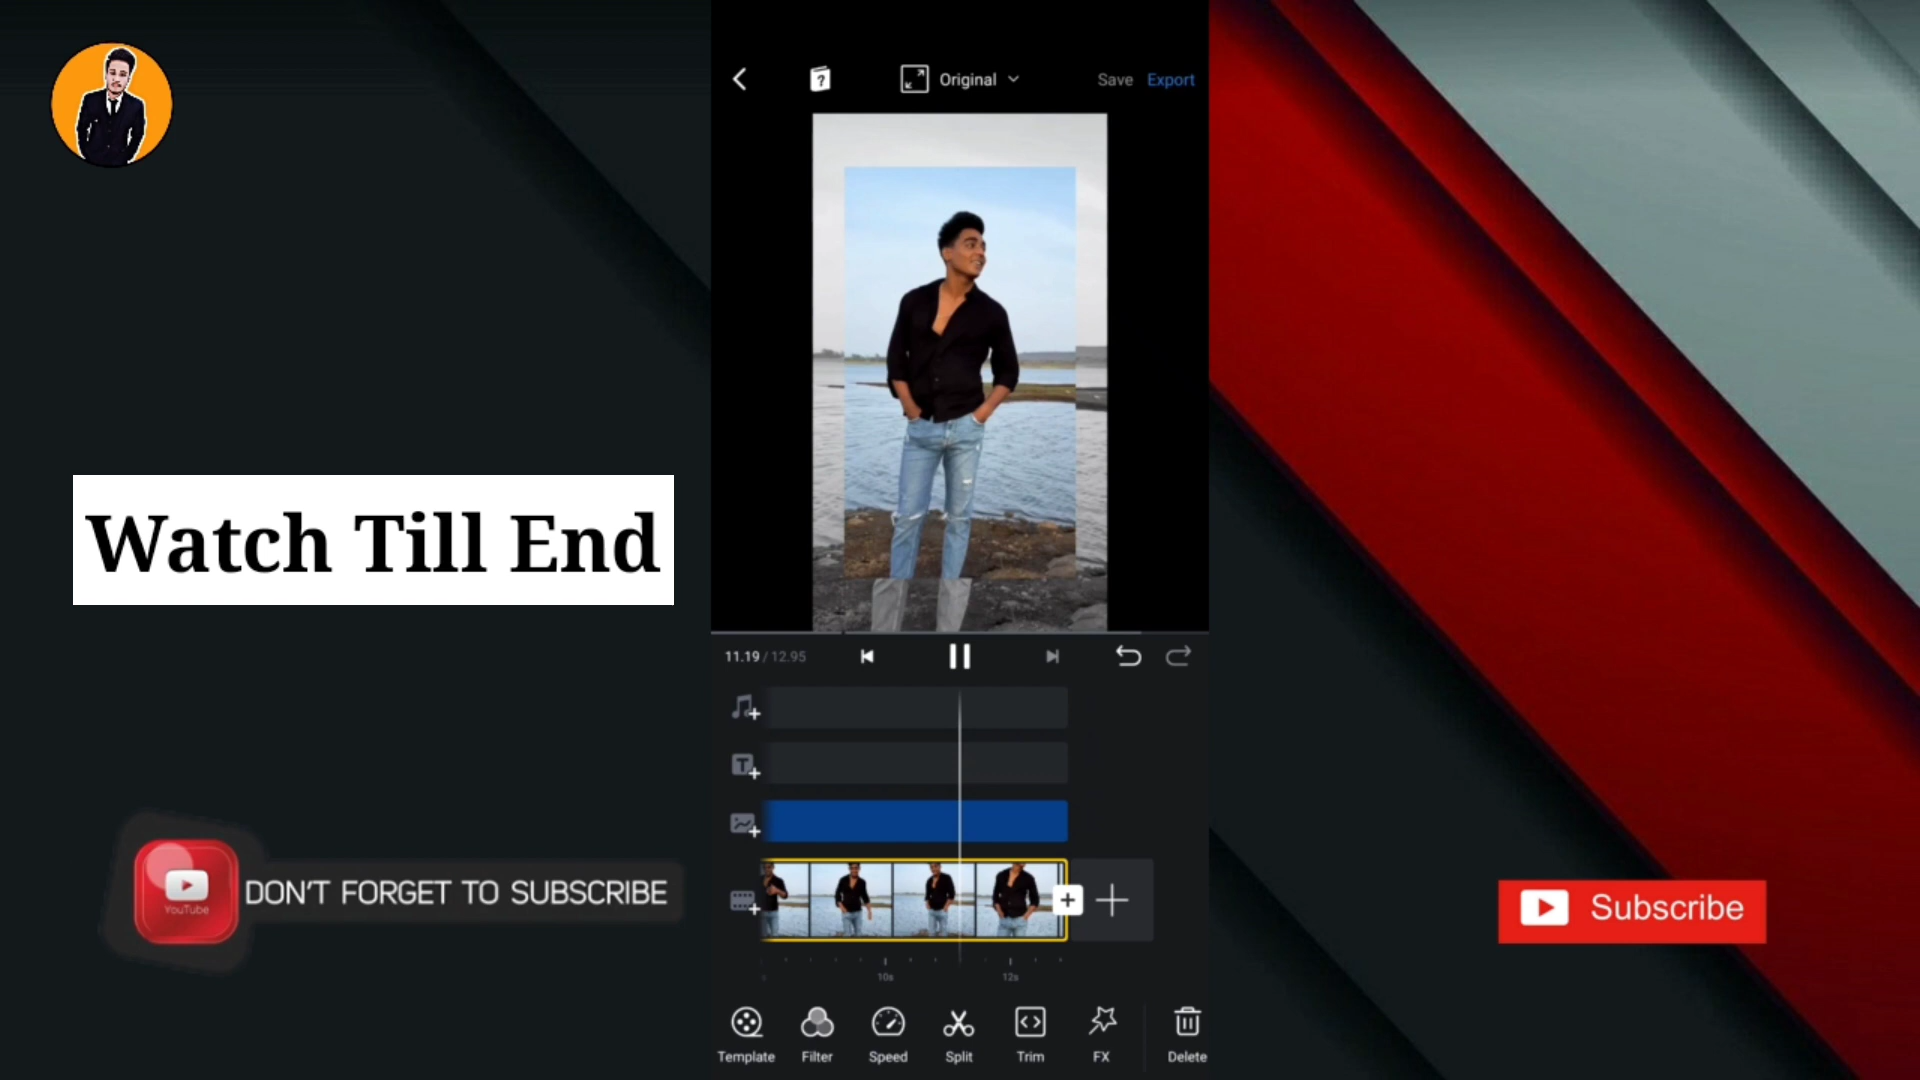 Original
Save Export
Watch Till End
11.19 / 12.95
T
YouTube
DON'T FORGET TO SUBSCRIBE
Subscribe
10s 12s
Template Filter Speed Split Trim FX Delete